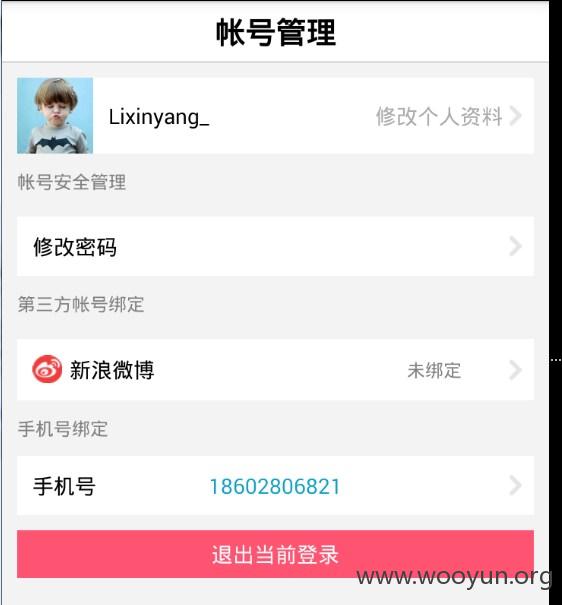 帐号管理
Lixinyang_ 修改个人资料
帐号安全管理
修改密码
第三方帐号绑定
新浪微博 未绑定
手机号绑定
手机号 18602806821
退出当前登录
www.wooyun.org